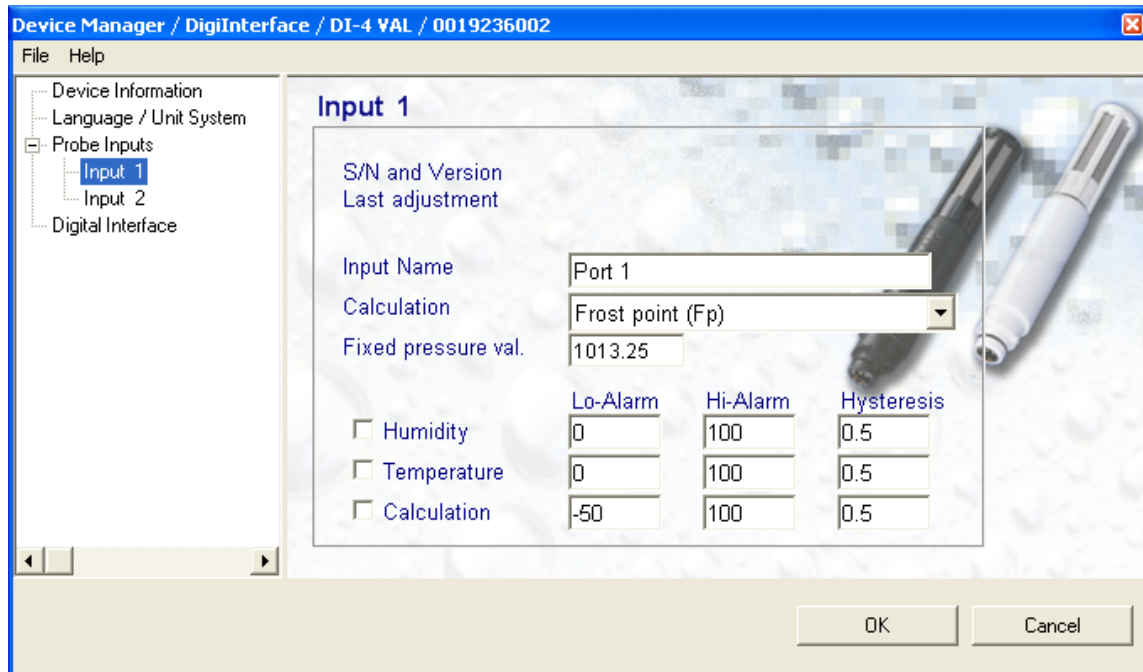 Device Manager / DigiInterface / DI-4 VAL / 0019236002
File Help
Device Information
Language / Unit System
Probe Inputs
Input 1
Input 2
Digital Interface
Input 1
S/N and Version
Last adjustment
Input Name Port 1
Calculation Frost point (Fp)
Fixed pressure val. 1013.25
Lo-Alarm Hi-Alarm Hysteresis
Humidity 0 100 0.5
Temperature 0 100 0.5
Calculation -50 100 0.5
OK Cancel